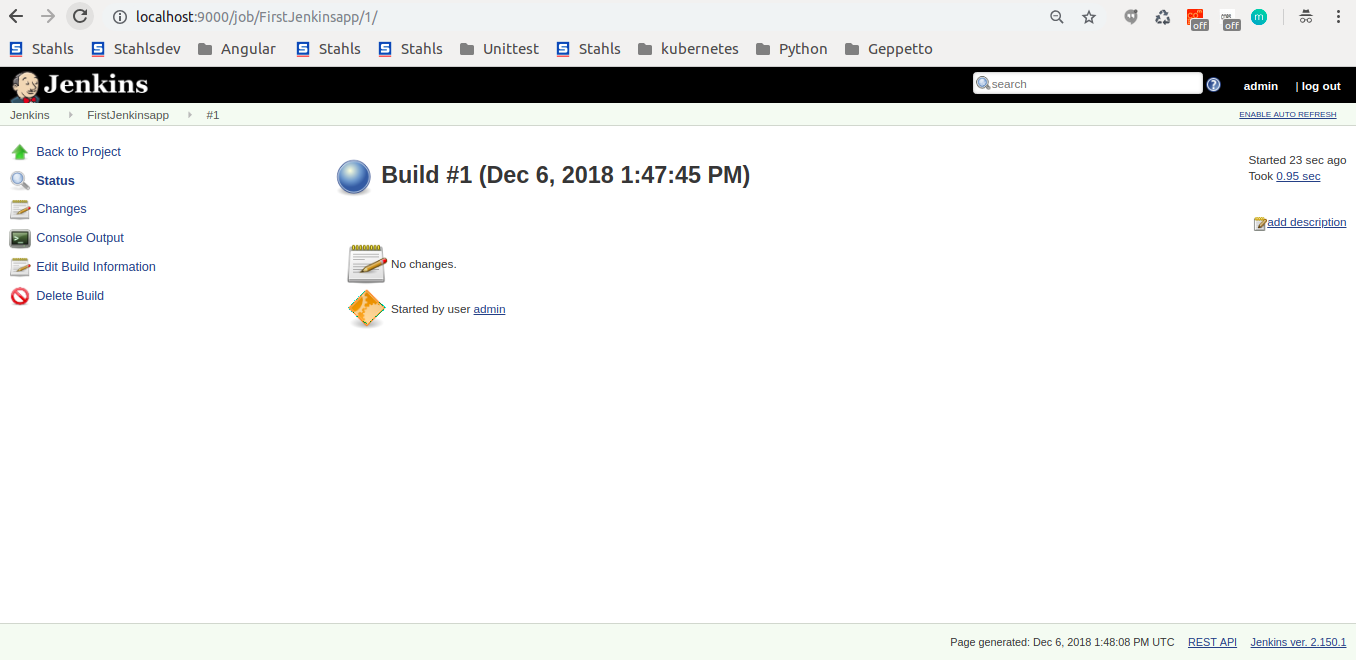 localhost:9000/job/FirstJenkinsapp/1/
off off m
Stahls Stahlsdev Angular Stahls Stahls Unittest Stahls kubernetes Python Geppetto
Jenkins search ? admin | log out
Jenkins FirstJenkinsapp #1 ENABLE AUTO REFRESH
Back to Project
Status
Changes
Console Output
Edit Build Information
Delete Build
Build #1 (Dec 6, 2018 1:47:45 PM)
Started 23 sec ago
Took 0.95 sec
add description
No changes.
Started by user admin
Page generated: Dec 6, 2018 1:48:08 PM UTC REST API Jenkins ver. 2.150.1